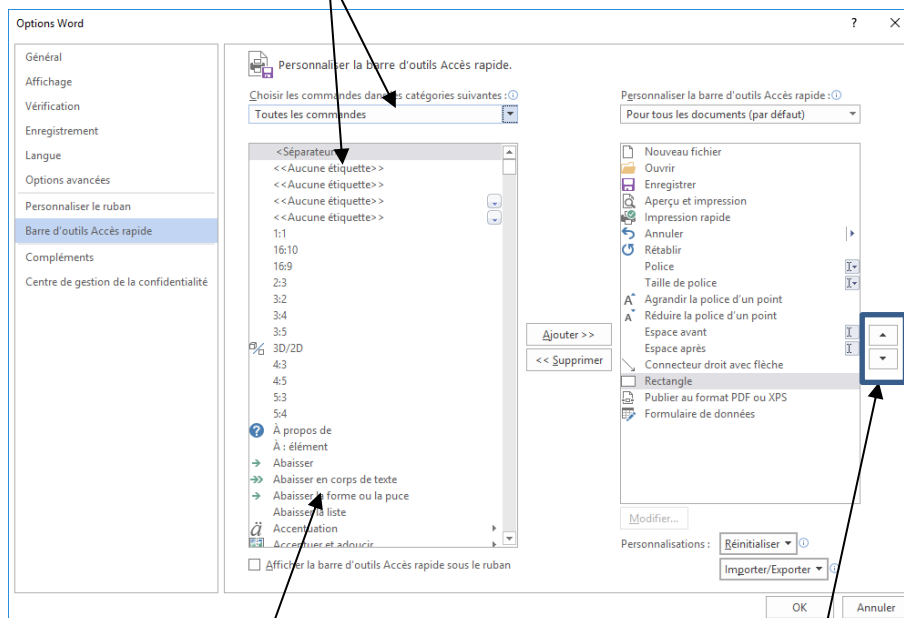 Options Word
?
Général
Affichage
Vérification
Enregistrement
Langue
Options avancées
Personnaliser le ruban
Barre d'outils Accès rapide
Compléments
Centre de gestion de la confidentialité
Personnaliser la barre d'outils Accès rapide.
Choisir les commandes dans les catégories suivantes :
Toutes les commandes
<Séparateur>
<<Aucune étiquette>>
<<Aucune étiquette>>
<<Aucune étiquette>>
<<Aucune étiquette>>
1:1
16:10
16:9
2:3
3:2
3:4
3:5
3D/2D
4:3
4:5
5:3
5:4
À propos de
À : élément
Abaisser
Abaisser en corps de texte
Abaisser la forme ou la puce
Abaisser la liste
Accentuation
Accentuer et adoucir
Afficher la barre d'outils Accès rapide sous le ruban
Ajouter >>
<< Supprimer
Personnaliser la barre d'outils Accès rapide :
Pour tous les documents (par défaut)
Nouveau fichier
Ouvrir
Enregistrer
Aperçu et impression
Impression rapide
Annuler
Rétablir
Police
Taille de police
Agrandir la police d'un point
Réduire la police d'un point
Espace avant
Espace après
Connecteur droit avec flèche
Rectangle
Publier au format PDF ou XPS
Formulaire de données
Modifier...
Personnalisations :
Réinitialiser
Importer/Exporter
OK
Annuler